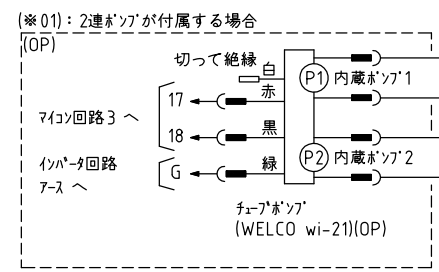 (※01)：2連ポンプが付属する場合
(OP)
切って絶縁
白
P1 内蔵ポンプ1
赤
17
マイコン回路3 へ
黒
18
P2 内蔵ポンプ2
緑
インバータ回路
G
アース へ
チューブポンプ
(WELCO wi-21)(OP)